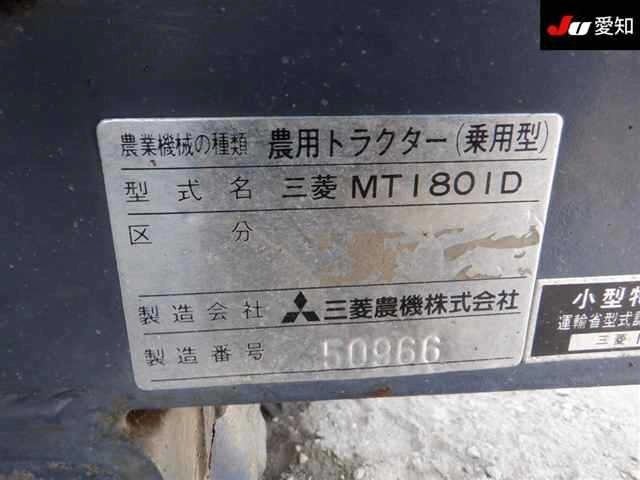 JU 愛知
農業機械の種類 農用トラクター(乗用型)
型式名 三菱 MT1801D
区分
製造会社 三菱農機株式会社
製造番号 50966
小型特
運輸省型式
三菱